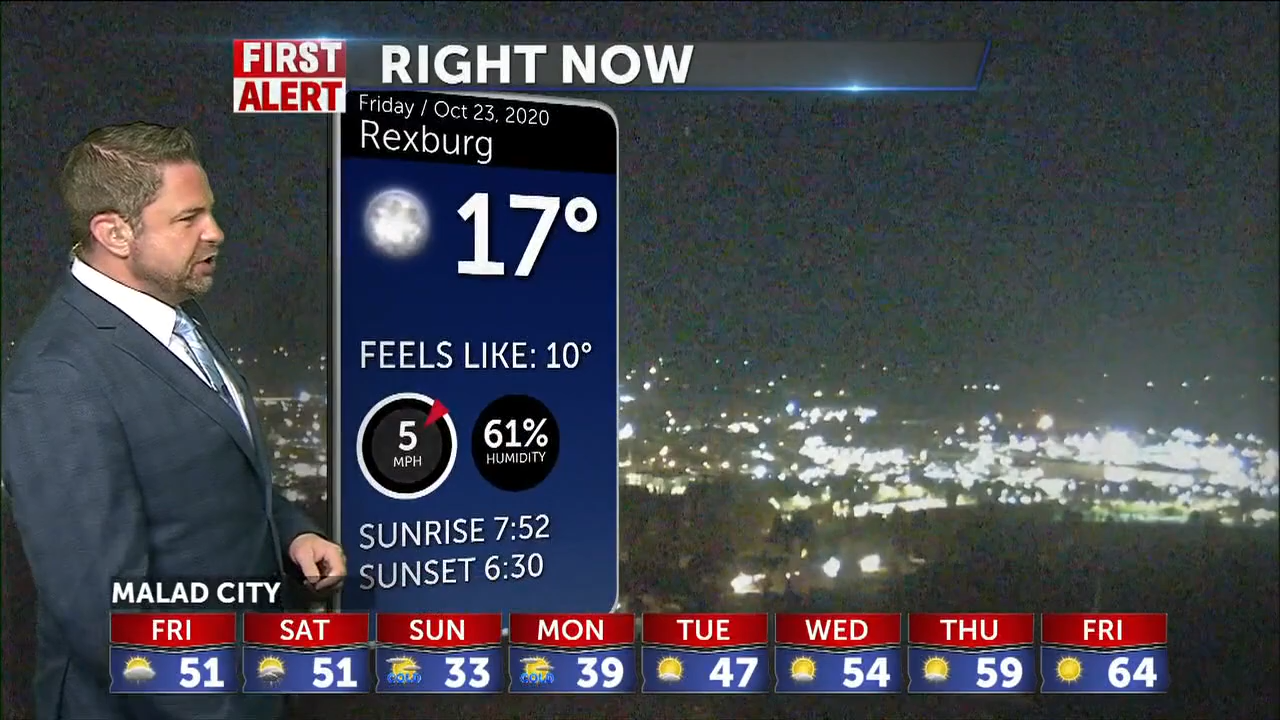 FIRST
ALERT
RIGHT NOW
Friday / Oct 23, 2020
Rexburg
17°
FEELS LIKE: 10°
5
MPH
61%
HUMIDITY
SUNRISE 7:52
SUNSET 6:30
MALAD CITY
FRI SAT SUN MON TUE WED THU FRI
51 51 COLD 33 COLD 39 47 54 59 64